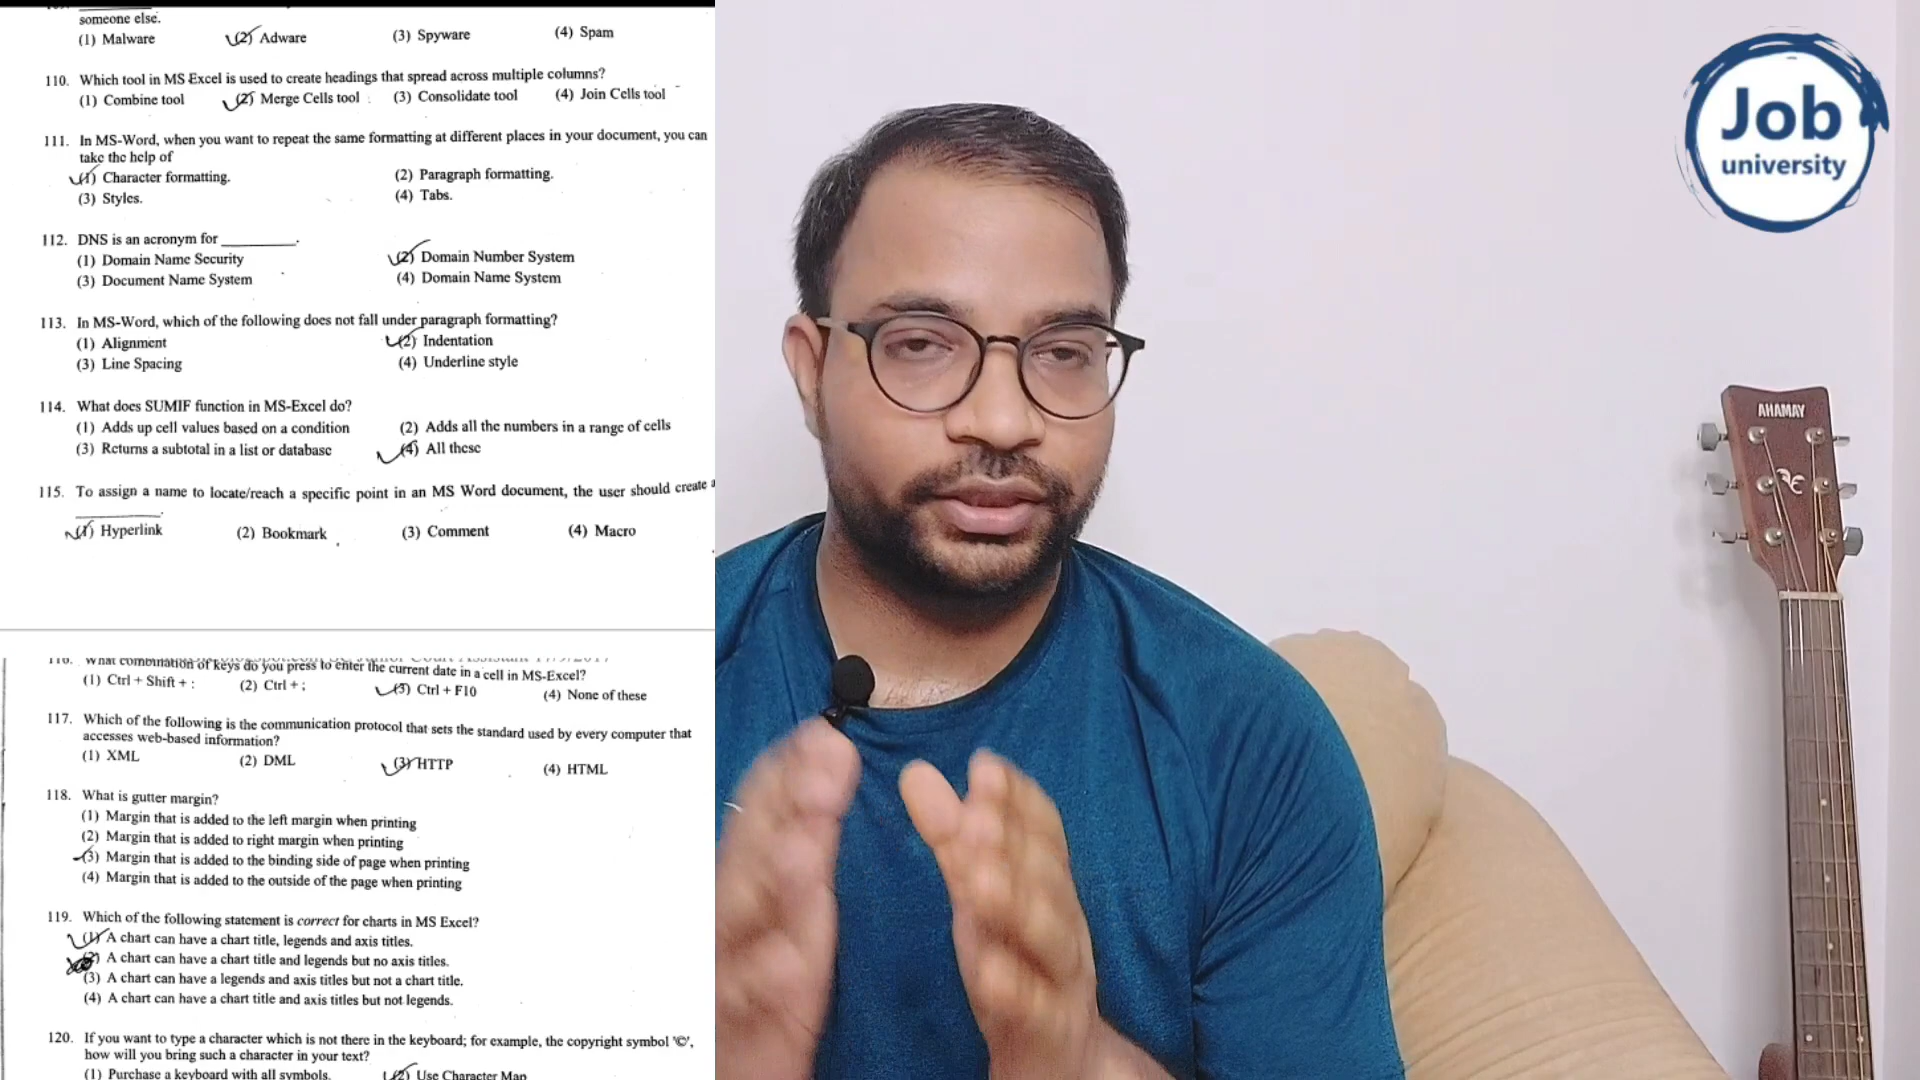 someone else.
(1) Malware (2) Adware (3) Spyware (4) Spam
110. Which tool in MS Excel is used to create headings that spread across multiple columns?
(1) Combine tool (2) Merge Cells tool (3) Consolidate tool (4) Join Cells tool
111. In MS-Word, when you want to repeat the same formatting at different places in your document, you can
take the help of
(1) Character formatting. (2) Paragraph formatting.
(3) Styles. (4) Tabs.
112. DNS is an acronym for __________.
(1) Domain Name Security (2) Domain Number System
(3) Document Name System (4) Domain Name System
113. In MS-Word, which of the following does not fall under paragraph formatting?
(1) Alignment (2) Indentation
(3) Line Spacing (4) Underline style
114. What does SUMIF function in MS-Excel do?
(1) Adds up cell values based on a condition (2) Adds all the numbers in a range of cells
(3) Returns a subtotal in a list or database (4) All these
115. To assign a name to locate/reach a specific point in an MS Word document, the user should create a
__________.
(1) Hyperlink (2) Bookmark (3) Comment (4) Macro
116. What combination of keys do you press to enter the current date in a cell in MS-Excel?
(1) Ctrl + Shift + : (2) Ctrl + ; (3) Ctrl + F10 (4) None of these
117. Which of the following is the communication protocol that sets the standard used by every computer that
accesses web-based information?
(1) XML (2) DML (3) HTTP (4) HTML
118. What is gutter margin?
(1) Margin that is added to the left margin when printing
(2) Margin that is added to right margin when printing
(3) Margin that is added to the binding side of page when printing
(4) Margin that is added to the outside of the page when printing
119. Which of the following statement is correct for charts in MS Excel?
(1) A chart can have a chart title, legends and axis titles.
A chart can have a chart title and legends but no axis titles.
(3) A chart can have a legends and axis titles but not a chart title.
(4) A chart can have a chart title and axis titles but not legends.
120. If you want to type a character which is not there in the keyboard; for example, the copyright symbol '©',
how will you bring such a character in your text?
(1) Purchase a keyboard with all symbols. (2) Use Character Map
Job
university
AHAMAY